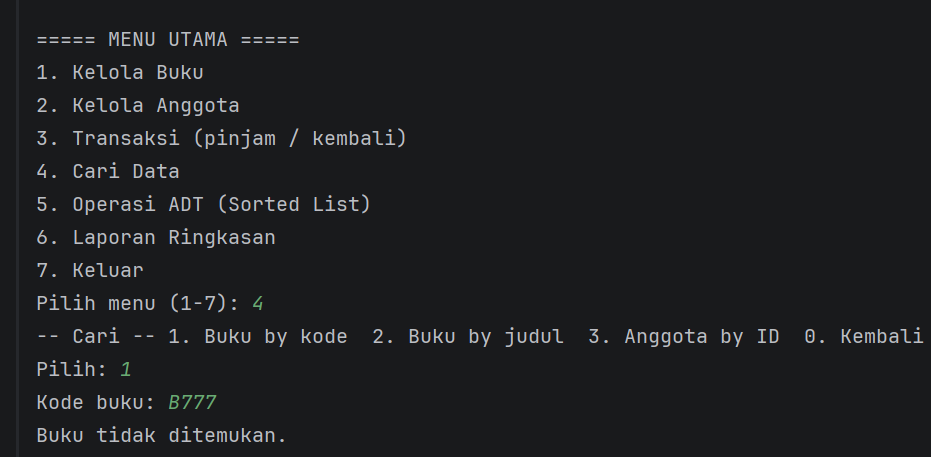 ===== MENU UTAMA =====
1. Kelola Buku
2. Kelola Anggota
3. Transaksi (pinjam / kembali)
4. Cari Data
5. Operasi ADT (Sorted List)
6. Laporan Ringkasan
7. Keluar
Pilih menu (1-7): 4
-- Cari -- 1. Buku by kode  2. Buku by judul  3. Anggota by ID  0. Kembali
Pilih: 1
Kode buku: B777
Buku tidak ditemukan.